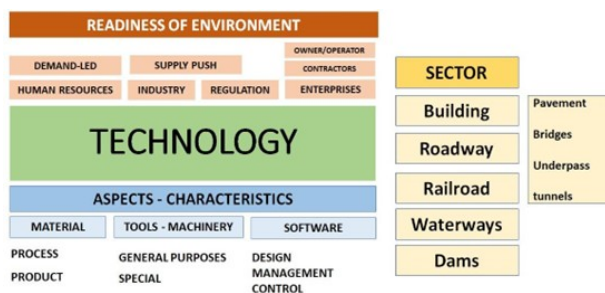 READINESS OF ENVIRONMENT
DEMAND-LED
SUPPLY PUSH
OWNER/OPERATOR
CONTRACTORS
HUMAN RESOURCES
INDUSTRY
REGULATION
ENTERPRISES
TECHNOLOGY
ASPECTS - CHARACTERISTICS
MATERIAL
TOOLS - MACHINERY
SOFTWARE
PROCESS
PRODUCT
GENERAL PURPOSES
SPECIAL
DESIGN
MANAGEMENT
CONTROL
SECTOR
Building
Roadway
Railroad
Waterways
Dams
Pavement
Bridges
Underpass
tunnels